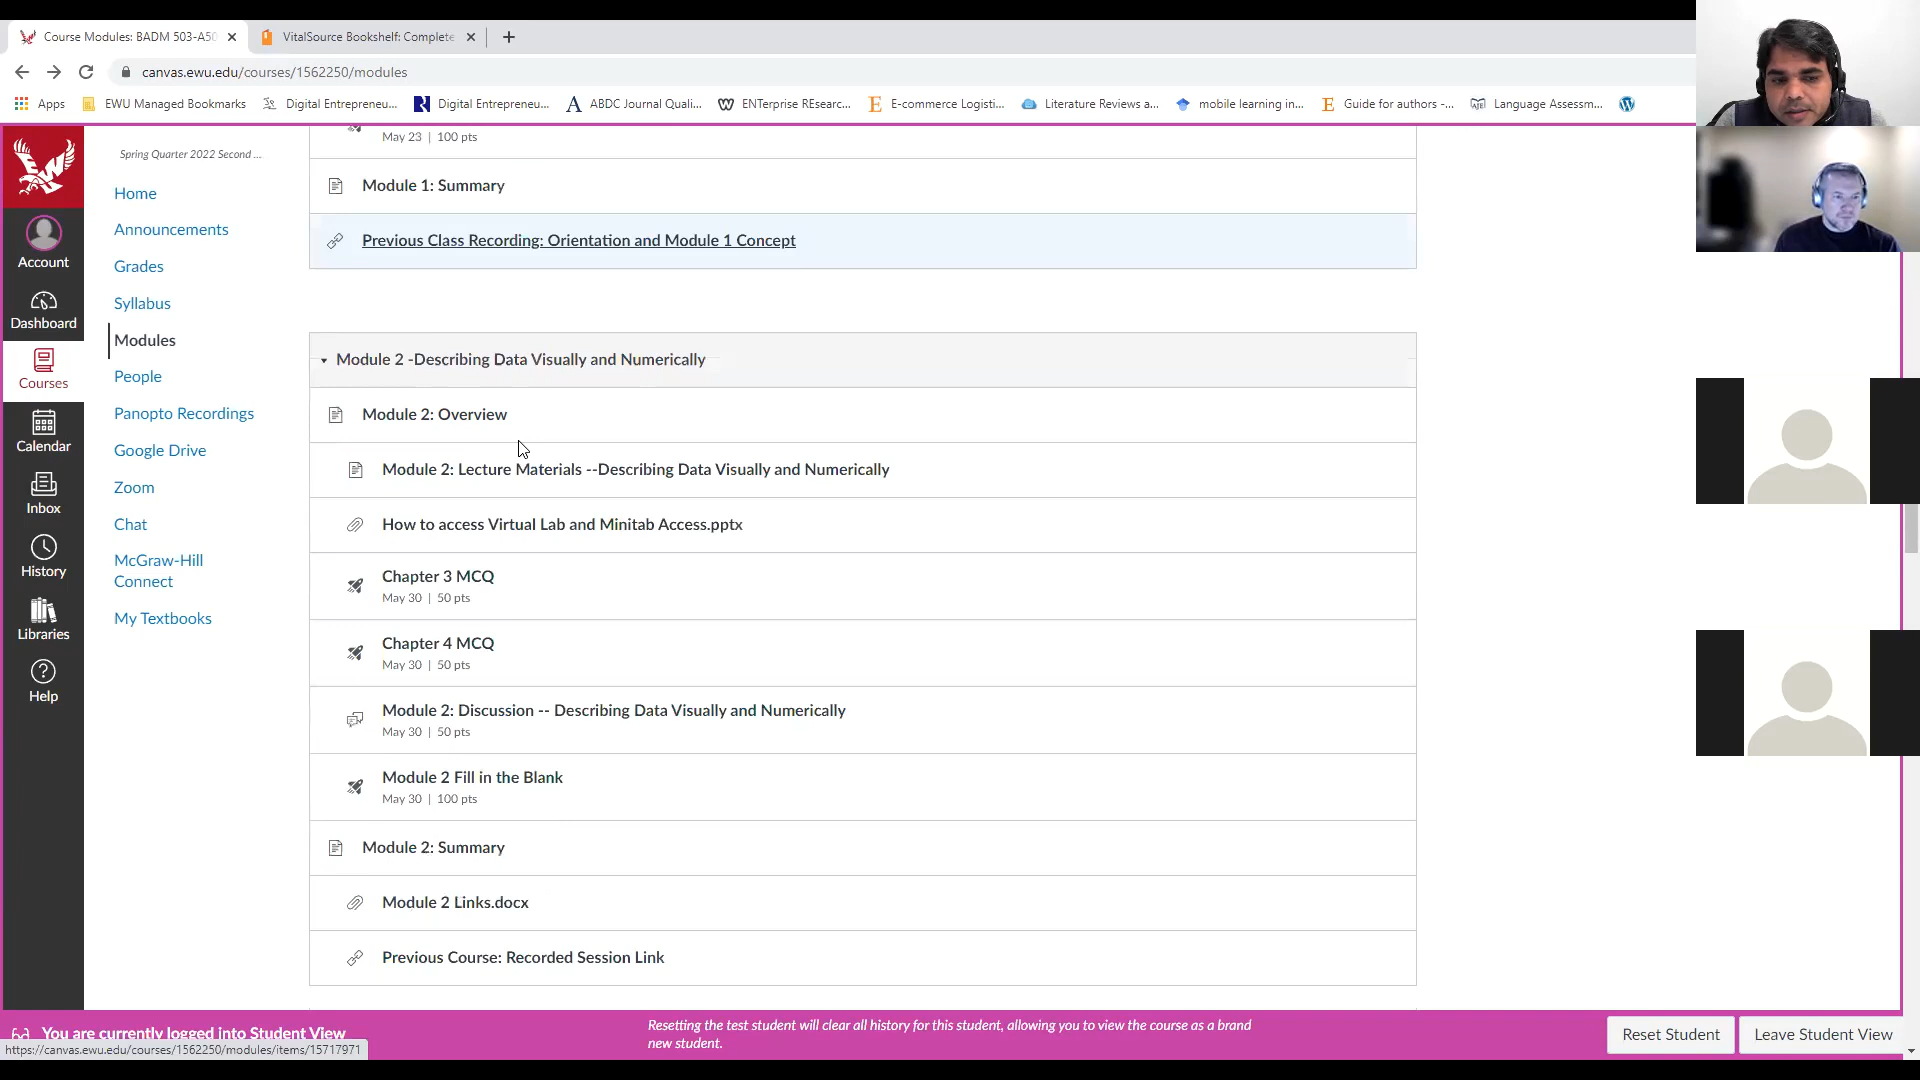 Course Modules: BADM 503-A50
VitalSource Bookshelf: Complete
canvas.ewu.edu/courses/1562250/modules
Apps
EWU Managed Bookmarks
Digital Entrepreneu...
Digital Entrepreneu...
ABDC Journal Quali...
ENTerprise REsearc...
E-commerce Logisti...
Literature Reviews a...
mobile learning in...
Guide for authors -...
Language Assessm...
Account
Dashboard
Courses
Calendar
Inbox
History
Libraries
Help
Spring Quarter 2022 Second ...
Home
Announcements
Grades
Syllabus
Modules
People
Panopto Recordings
Google Drive
Zoom
Chat
McGraw-Hill
Connect
My Textbooks
May 23 | 100 pts
Module 1: Summary
Previous Class Recording: Orientation and Module 1 Concept
Module 2 -Describing Data Visually and Numerically
Module 2: Overview
Module 2: Lecture Materials --Describing Data Visually and Numerically
How to access Virtual Lab and Minitab Access.pptx
Chapter 3 MCQ
May 30 | 50 pts
Chapter 4 MCQ
May 30 | 50 pts
Module 2: Discussion -- Describing Data Visually and Numerically
May 30 | 50 pts
Module 2 Fill in the Blank
May 30 | 100 pts
Module 2: Summary
Module 2 Links.docx
Previous Course: Recorded Session Link
You are currently logged into Student View
Resetting the test student will clear all history for this student, allowing you to view the course as a brand
new student.
Reset Student
Leave Student View
https://canvas.ewu.edu/courses/1562250/modules/items/15717971